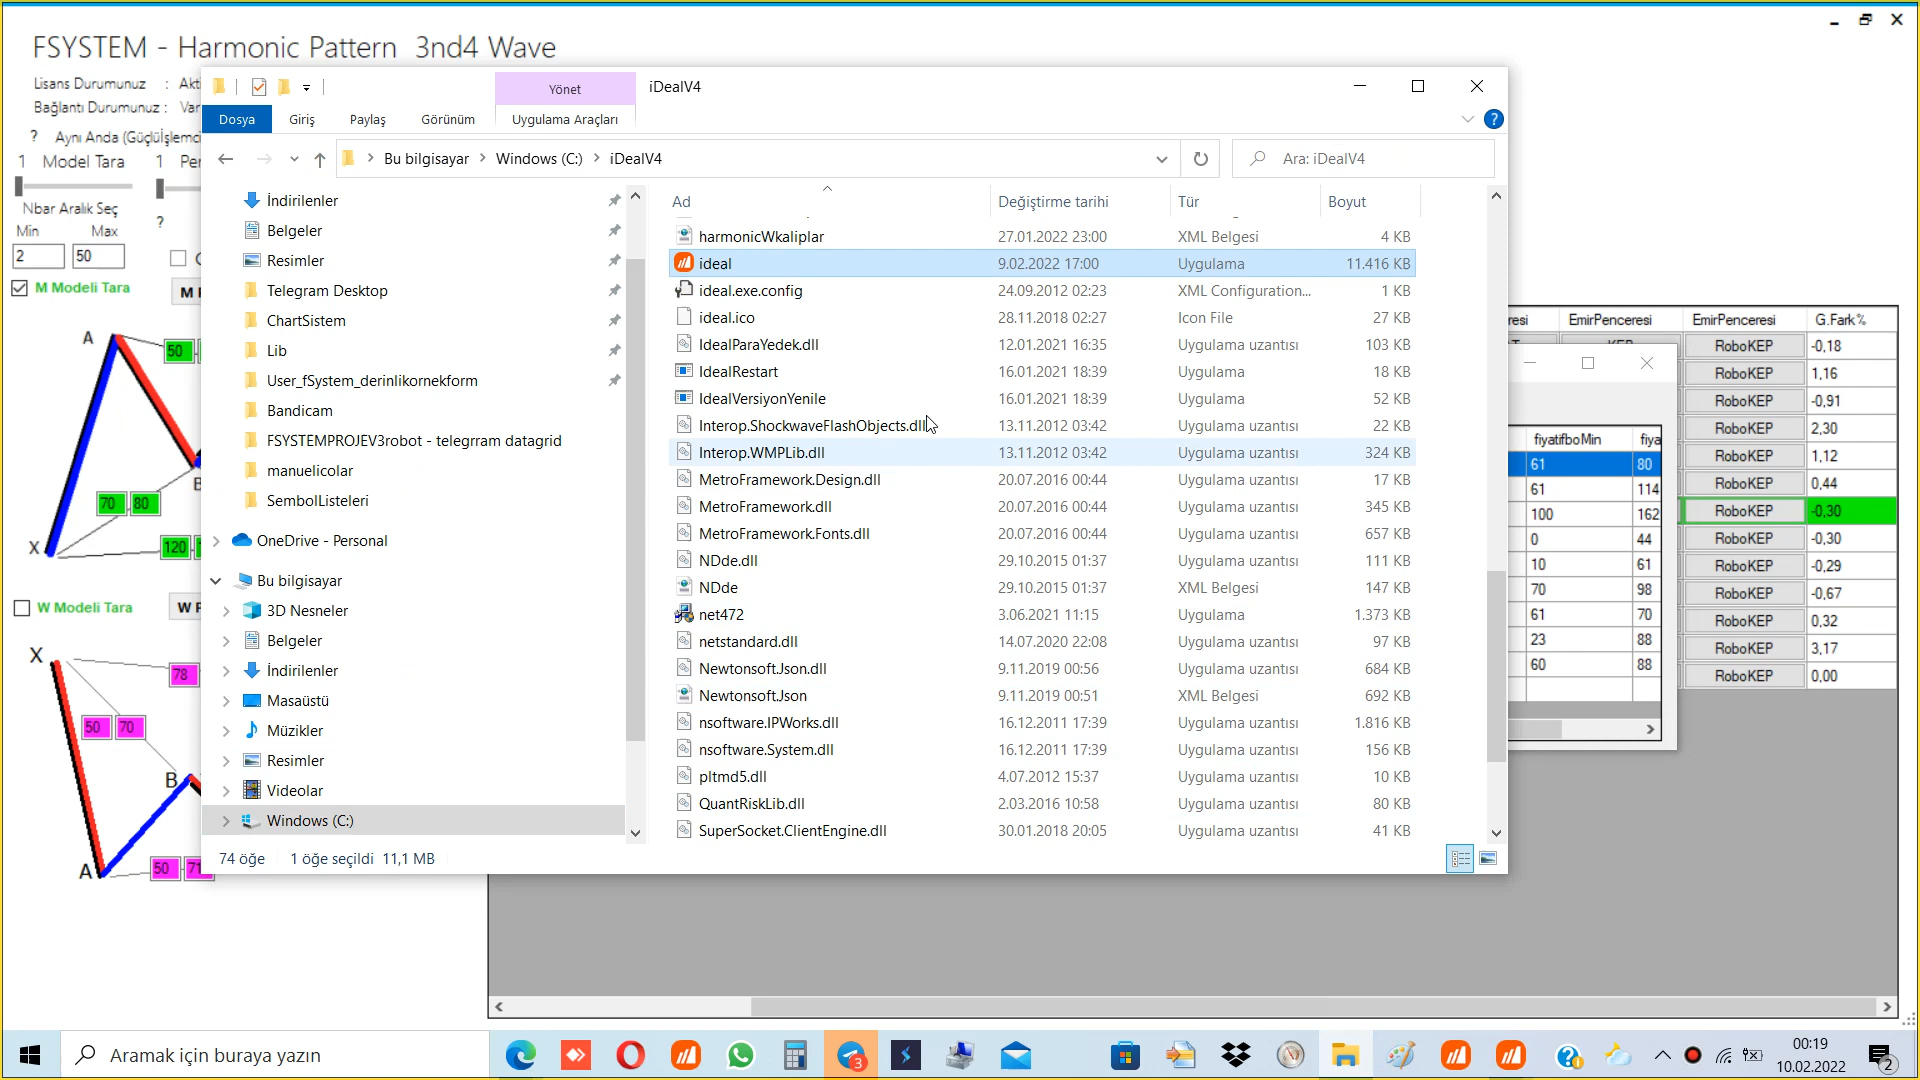 FSYSTEM - Harmonic Pattern 3nd4 Wave
Lisans Durumunuz :
Bağlantı Durumunuz : Var
? Aynı Anda
1 Model Tara 1
Nbar Aralık Seç
Min Max ?
2 50
M Modeli Tara M
A
50
70 80
X
120
W Modeli Tara W
X
78
50 70
B
A 50 71
Yönet iDealV4
Dosya Giriş Paylaş Görünüm Uygulama Araçları
Bu bilgisayar > Windows (C:) > iDealV4
Ara: iDealV4
İndirilenler
Belgeler
Resimler
Telegram Desktop
ChartSistem
Lib
User_fSystem_derinlikornekform
Bandicam
FSYSTEMPROJEV3robot - telegrram datagrid
manuelicolar
SembolListeleri
OneDrive - Personal
Bu bilgisayar
3D Nesneler
Belgeler
İndirilenler
Masaüstü
Müzikler
Resimler
Videolar
Windows (C:)
Ad Değiştirme tarihi Tür Boyut
harmonicWkaliplar 27.01.2022 23:00 XML Belgesi 4 KB
ideal 9.02.2022 17:00 Uygulama 11.416 KB
ideal.exe.config 24.09.2012 02:23 XML Configuration... 1 KB
ideal.ico 28.11.2018 02:27 Icon File 27 KB
IdealParaYedek.dll 12.01.2021 16:35 Uygulama uzantısı 103 KB
IdealRestart 16.01.2021 18:39 Uygulama 18 KB
IdealVersiyonYenile 16.01.2021 18:39 Uygulama 52 KB
Interop.ShockwaveFlashObjects.dll 13.11.2012 03:42 Uygulama uzantısı 22 KB
Interop.WMPLib.dll 13.11.2012 03:42 Uygulama uzantısı 324 KB
MetroFramework.Design.dll 20.07.2016 00:44 Uygulama uzantısı 17 KB
MetroFramework.dll 20.07.2016 00:44 Uygulama uzantısı 345 KB
MetroFramework.Fonts.dll 20.07.2016 00:44 Uygulama uzantısı 657 KB
NDde.dll 29.10.2015 01:37 Uygulama uzantısı 111 KB
NDde 29.10.2015 01:37 XML Belgesi 147 KB
net472 3.06.2021 11:15 Uygulama 1.373 KB
netstandard.dll 14.07.2020 22:08 Uygulama uzantısı 97 KB
Newtonsoft.Json.dll 9.11.2019 00:56 Uygulama uzantısı 684 KB
Newtonsoft.Json 9.11.2019 00:51 XML Belgesi 692 KB
nsoftware.IPWorks.dll 16.12.2011 17:39 Uygulama uzantısı 1.816 KB
nsoftware.System.dll 16.12.2011 17:39 Uygulama uzantısı 156 KB
pltmd5.dll 4.07.2012 15:37 Uygulama uzantısı 10 KB
QuantRiskLib.dll 2.03.2016 10:58 Uygulama uzantısı 80 KB
SuperSocket.ClientEngine.dll 30.01.2018 20:05 Uygulama uzantısı 41 KB
74 öğe 1 öğe seçildi 11,1 MB
EmirPenceresi EmirPenceresi G.Fark%
RoboKEP -0,18
RoboKEP 1,16
RoboKEP -0,91
RoboKEP 2,30
RoboKEP 1,12
RoboKEP 0,44
RoboKEP -0,30
RoboKEP -0,30
RoboKEP -0,29
RoboKEP -0,67
RoboKEP 0,32
RoboKEP 3,17
RoboKEP 0,00
fiyatifboMin
61 80
61 114
100 162
0 44
10 61
70 98
61 70
23 88
60 88
Aramak için buraya yazın
3
00:19
10.02.2022
2